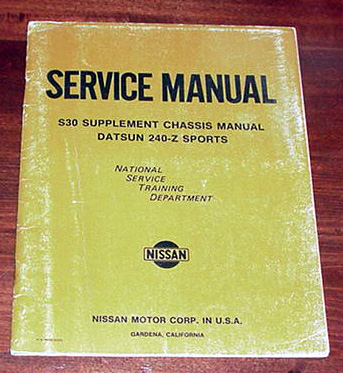 SERVICE MANUAL
S30 SUPPLEMENT CHASSIS MANUAL
DATSUN 240-Z SPORTS
NATIONAL
SERVICE
TRAINING
DEPARTMENT
NISSAN
NISSAN MOTOR CORP. IN U.S.A.
GARDENA, CALIFORNIA